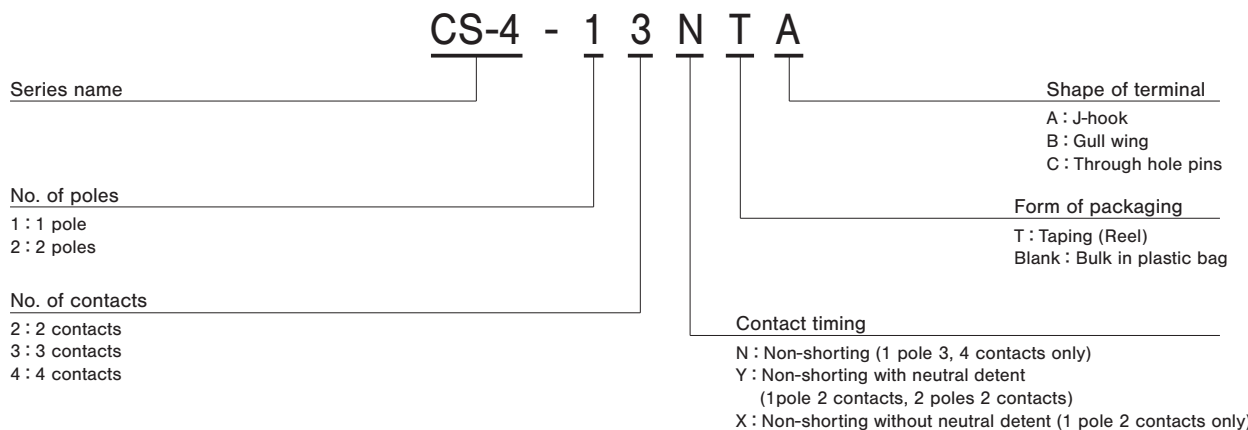 CS-4 - 1 3 N T A
Series name
Shape of terminal
A : J-hook
B : Gull wing
C : Through hole pins
No. of poles
1 : 1 pole
2 : 2 poles
Form of packaging
T : Taping (Reel)
Blank : Bulk in plastic bag
No. of contacts
2 : 2 contacts
3 : 3 contacts
4 : 4 contacts
Contact timing
N : Non-shorting (1 pole 3, 4 contacts only)
Y : Non-shorting with neutral detent
(1pole 2 contacts, 2 poles 2 contacts)
X : Non-shorting without neutral detent (1 pole 2 contacts only)